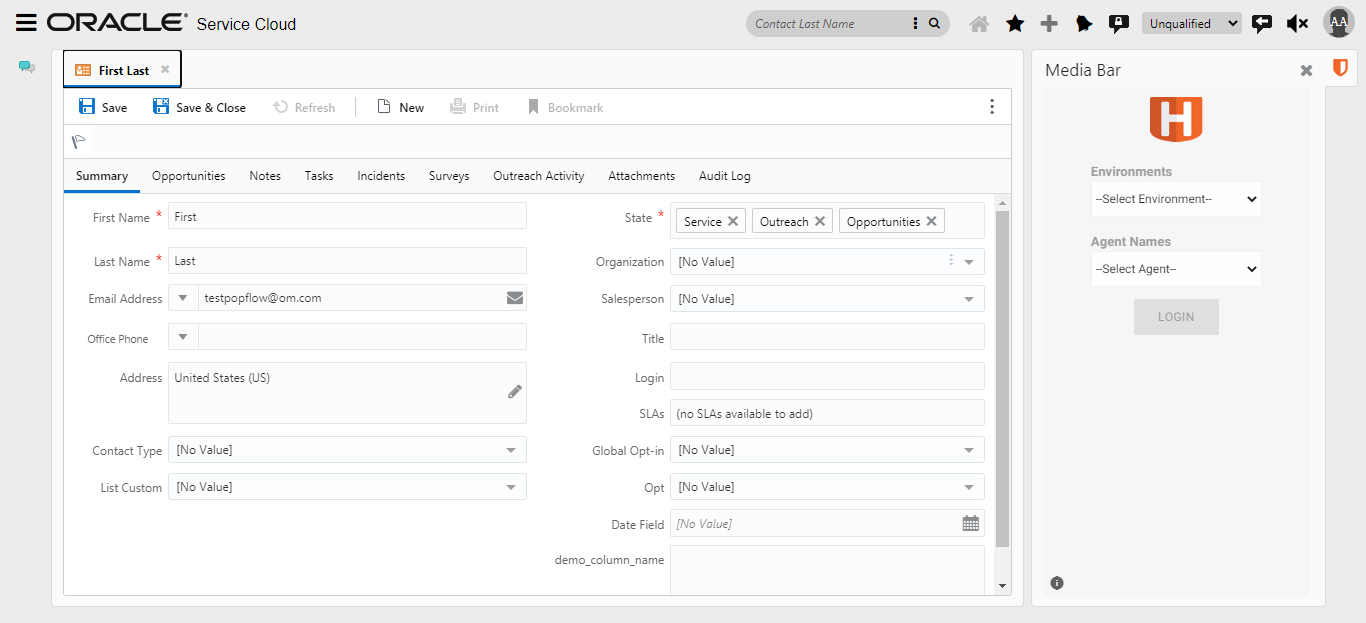 ORACLE® Service Cloud
Contact Last Name
Unqualified
AA
First Last
Save
Save & Close
Refresh
New
Print
Bookmark
Summary
Opportunities
Notes
Tasks
Incidents
Surveys
Outreach Activity
Attachments
Audit Log
First Name * First
Last Name * Last
Email Address testpopflow@om.com
Office Phone
Address United States (US)
Contact Type [No Value]
List Custom [No Value]
State * Service Outreach Opportunities
Organization [No Value]
Salesperson [No Value]
Title
Login
SLAs (no SLAs available to add)
Global Opt-in [No Value]
Opt [No Value]
Date Field [No Value]
demo_column_name
Media Bar
H
Environments
--Select Environment--
Agent Names
--Select Agent--
LOGIN